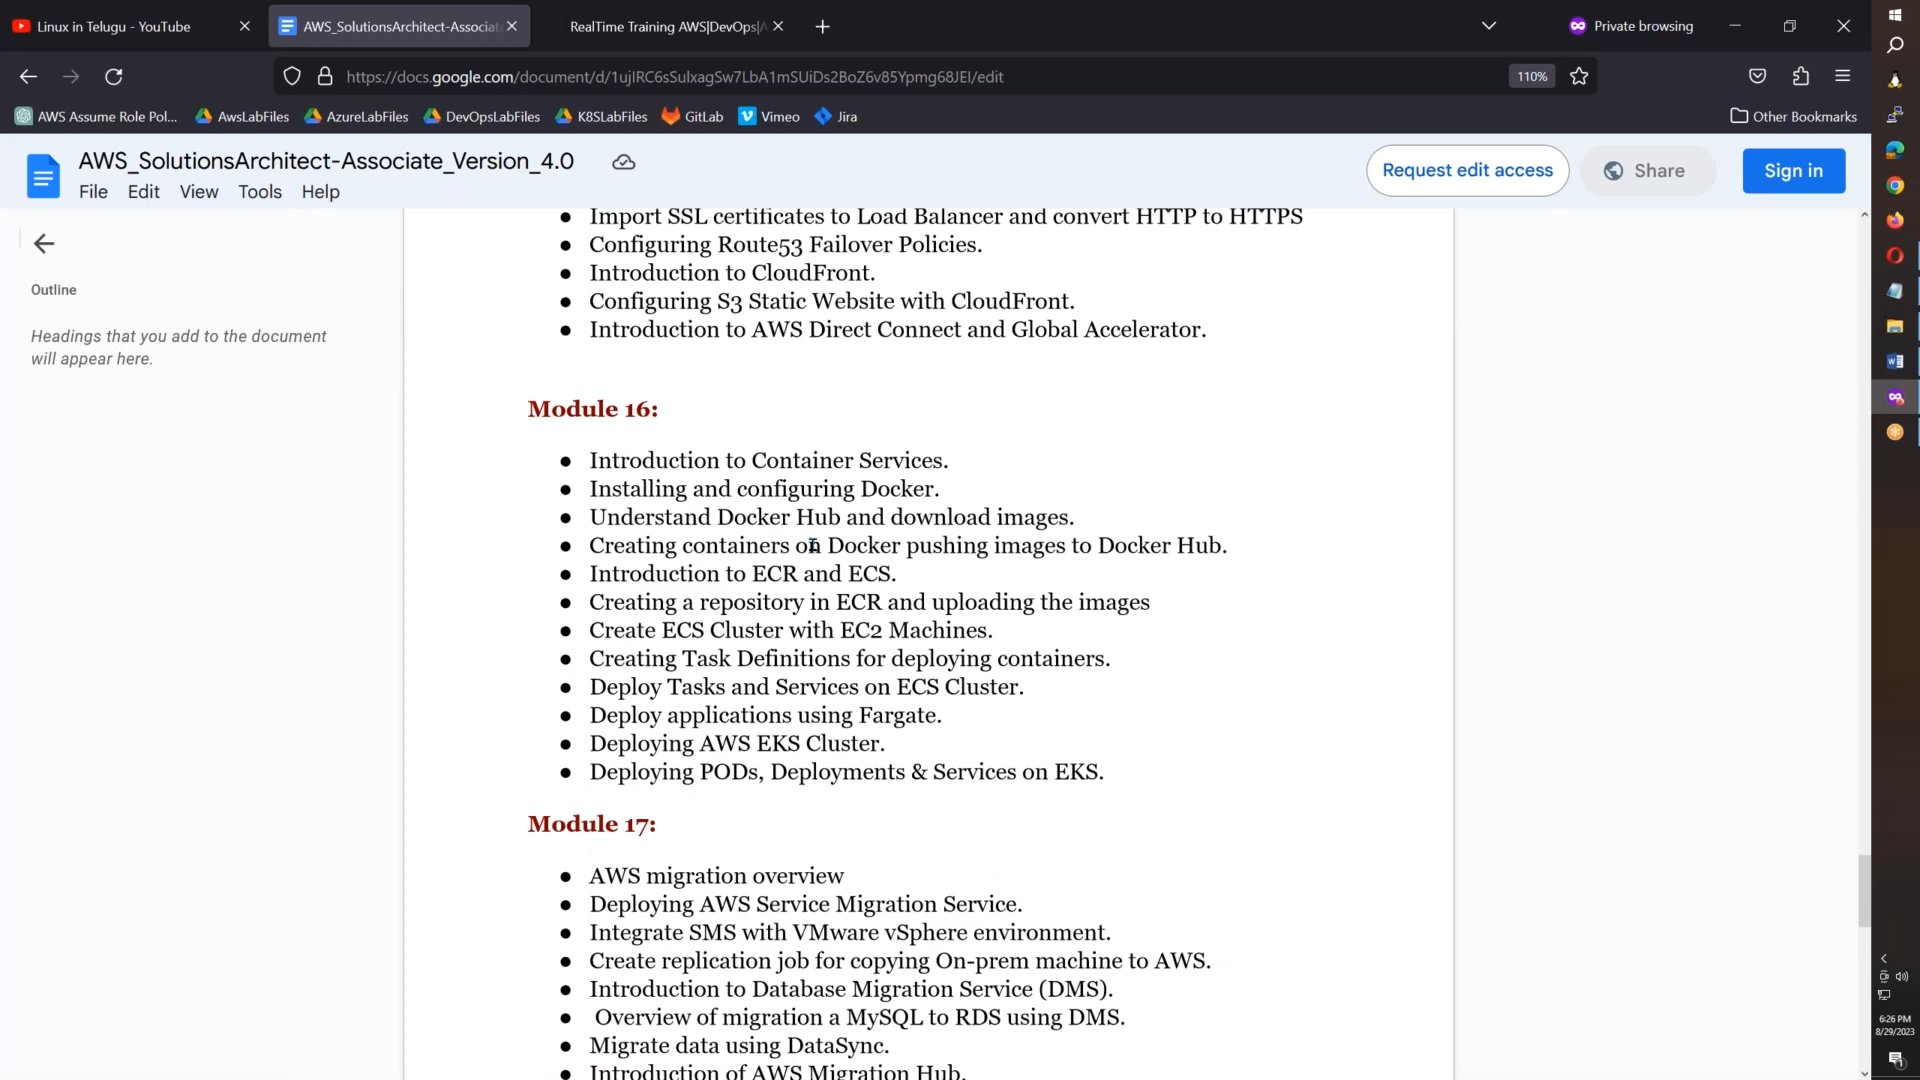 Linux in Telugu - YouTube
AWS_SolutionsArchitect-Associat
RealTime Training AWS|DevOps|A
Private browsing
https://docs.google.com/document/d/1ujIRC6sSulxagSw7LbA1mSUiDs2BoZ6v85Ypmg68JEI/edit
110%
AWS Assume Role Pol...
AwsLabFiles
AzureLabFiles
DevOpsLabFiles
K8SLabFiles
GitLab
Vimeo
Jira
Other Bookmarks
AWS_SolutionsArchitect-Associate_Version_4.0
File Edit View Tools Help
Request edit access
Share
Sign in
Outline
Headings that you add to the document
will appear here.
● Import SSL certificates to Load Balancer and convert HTTP to HTTPS
● Configuring Route53 Failover Policies.
● Introduction to CloudFront.
● Configuring S3 Static Website with CloudFront.
● Introduction to AWS Direct Connect and Global Accelerator.
Module 16:
● Introduction to Container Services.
● Installing and configuring Docker.
● Understand Docker Hub and download images.
● Creating containers on Docker pushing images to Docker Hub.
● Introduction to ECR and ECS.
● Creating a repository in ECR and uploading the images
● Create ECS Cluster with EC2 Machines.
● Creating Task Definitions for deploying containers.
● Deploy Tasks and Services on ECS Cluster.
● Deploy applications using Fargate.
● Deploying AWS EKS Cluster.
● Deploying PODs, Deployments & Services on EKS.
Module 17:
● AWS migration overview
● Deploying AWS Service Migration Service.
● Integrate SMS with VMware vSphere environment.
● Create replication job for copying On-prem machine to AWS.
● Introduction to Database Migration Service (DMS).
● Overview of migration a MySQL to RDS using DMS.
● Migrate data using DataSync.
● Introduction of AWS Migration Hub.
6:26 PM
8/29/2023